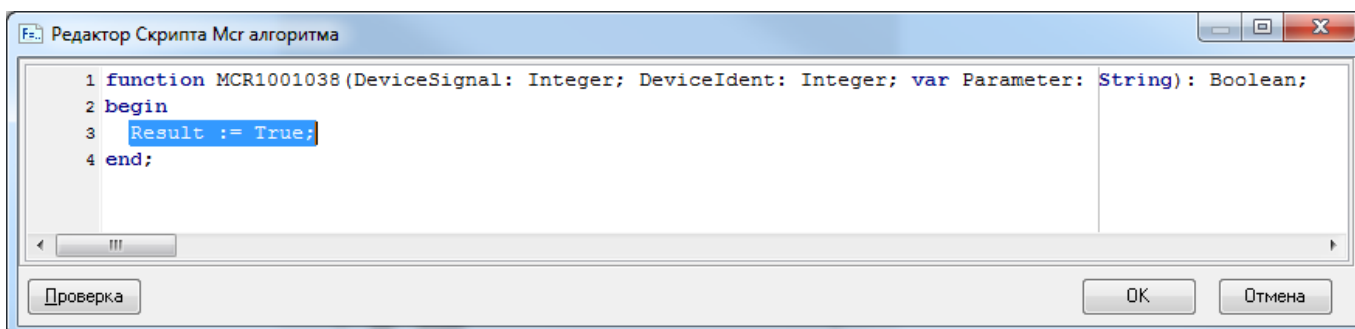 F=.. Редактор Скрипта Mcr алгоритма
1 function MCR1001038(DeviceSignal: Integer; DeviceIdent: Integer; var Parameter: String): Boolean;
2 begin
3 Result := True;
4 end;
Проверка OK Отмена